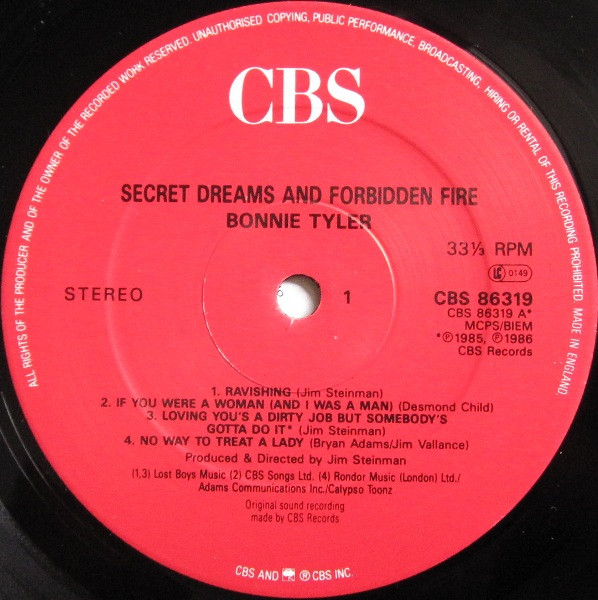 ALL RIGHTS OF THE PRODUCER AND OF THE OWNER OF THE RECORDED WORK RESERVED. UNAUTHORISED COPYING, PUBLIC PERFORMANCE, BROADCASTING, HIRING OR RENTAL OF THIS RECORDING PROHIBITED. MADE IN ENGLAND.
CBS
SECRET DREAMS AND FORBIDDEN FIRE
BONNIE TYLER
33⅓ RPM
LC 0149
STEREO
1
CBS 86319
CBS 86319 A*
MCPS/BIEM
*℗1985, ℗1986
CBS Records
1. RAVISHING (Jim Steinman)
2. IF YOU WERE A WOMAN (AND I WAS A MAN) (Desmond Child)
3. LOVING YOU'S A DIRTY JOB BUT SOMEBODY'S
GOTTA DO IT* (Jim Steinman)
4. NO WAY TO TREAT A LADY (Bryan Adams/Jim Vallance)
Produced & Directed by Jim Steinman
(1,3) Lost Boys Music (2) CBS Songs Ltd. (4) Rondor Music (London) Ltd./
Adams Communications Inc./Calypso Toonz
Original sound recording
made by CBS Records
CBS AND ® CBS INC.